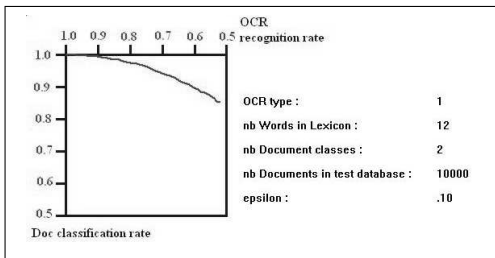 OCR
recognition rate
1.0 0.9 0.8 0.7 0.6 0.5
1.0
0.9
0.8
0.7
0.6
0.5
Doc classification rate
OCR type : 1
nb Words in Lexicon : 12
nb Document classes : 2
nb Documents in test database : 10000
epsilon : .10